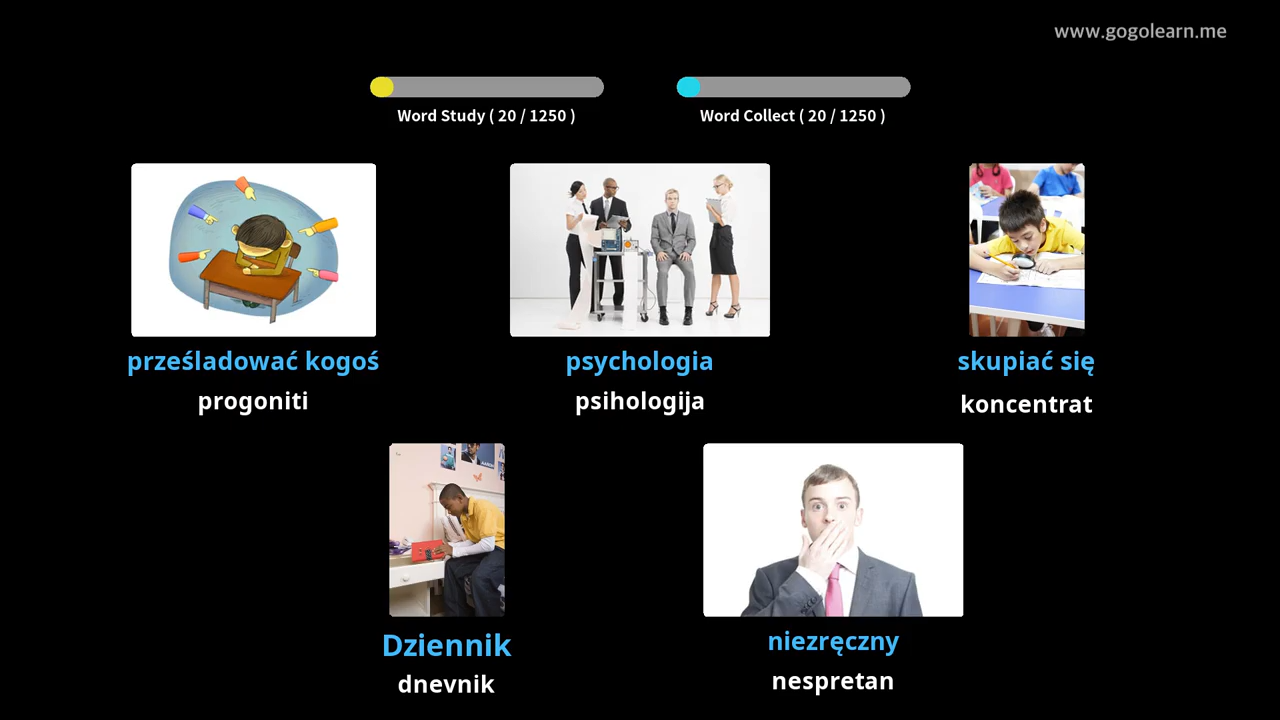 www.gogolearn.me
Word Study ( 20 / 1250 )
Word Collect ( 20 / 1250 )
prześladować kogoś
progoniti
psychologia
psihologija
skupiać się
koncentrat
Dziennik
dnevnik
niezręczny
nespretan